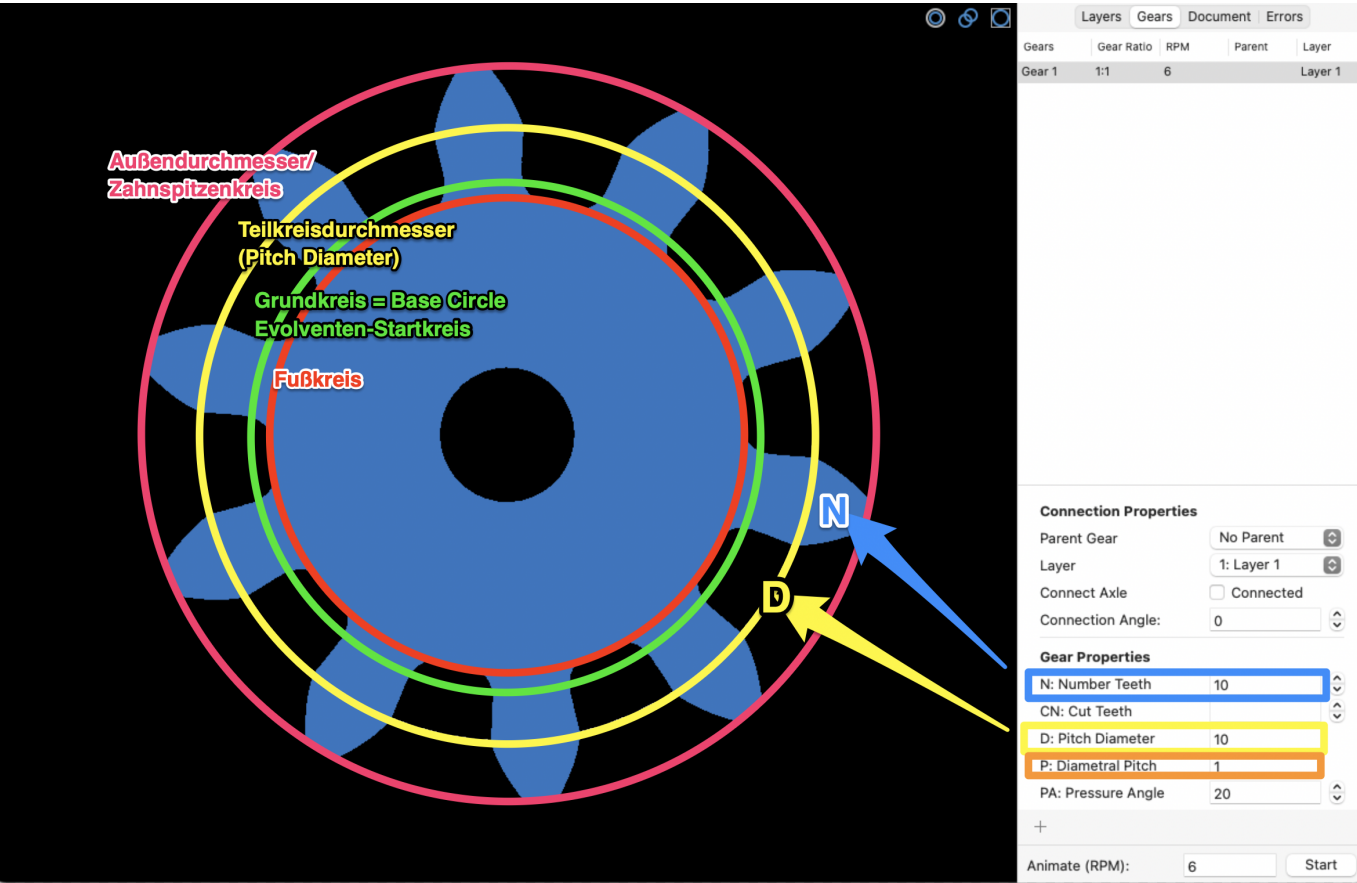 Layers Gears Document Errors
Gears Gear Ratio RPM Parent Layer
Gear 1 1:1 6 Layer 1
Außendurchmesser/
Zahnspitzenkreis
Teilkreisdurchmesser
(Pitch Diameter)
Grundkreis = Base Circle
Evolventen-Startkreis
Fußkreis
N
D
Connection Properties
Parent Gear No Parent
Layer 1: Layer 1
Connect Axle Connected
Connection Angle: 0
Gear Properties
N: Number Teeth 10
CN: Cut Teeth
D: Pitch Diameter 10
P: Diametral Pitch 1
PA: Pressure Angle 20
+
Animate (RPM): 6 Start